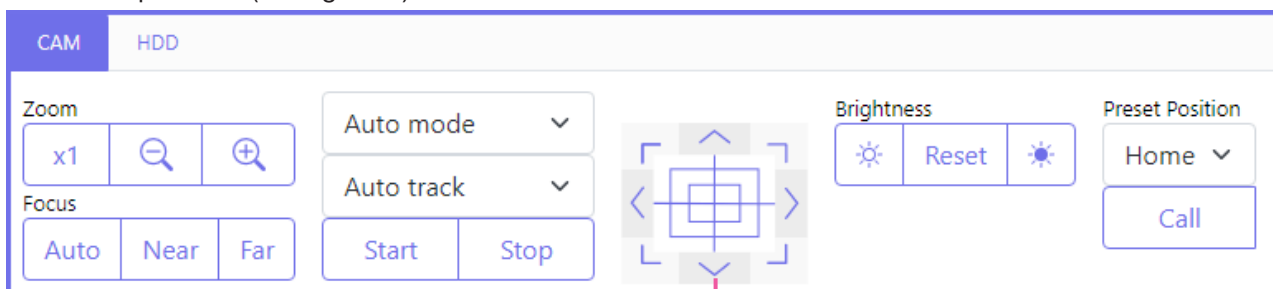 CAM HDD
Zoom
x1
Focus
Auto Near Far
Auto mode
Auto track
Start Stop
Brightness
Reset
Preset Position
Home
Call